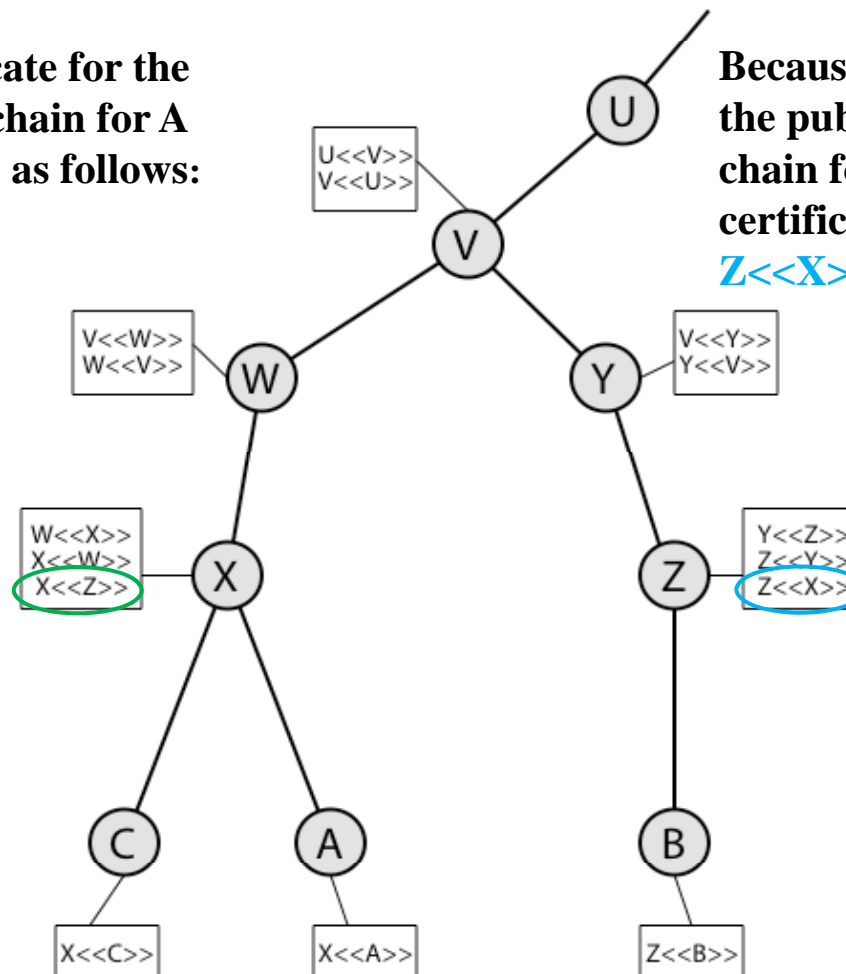 cate for the
chain for A
as follows:
Becaus
the pub
chain fo
certific
Z<<X>
U
U<<V>>
V<<U>>
V
V<<W>>
W<<V>>
W
Y
V<<Y>>
Y<<V>>
W<<X>>
X<<W>>
X<<Z>>
X
Z
Y<<Z>>
Z<<Y>>
Z<<X>>
C
A
B
X<<C>>
X<<A>>
Z<<B>>